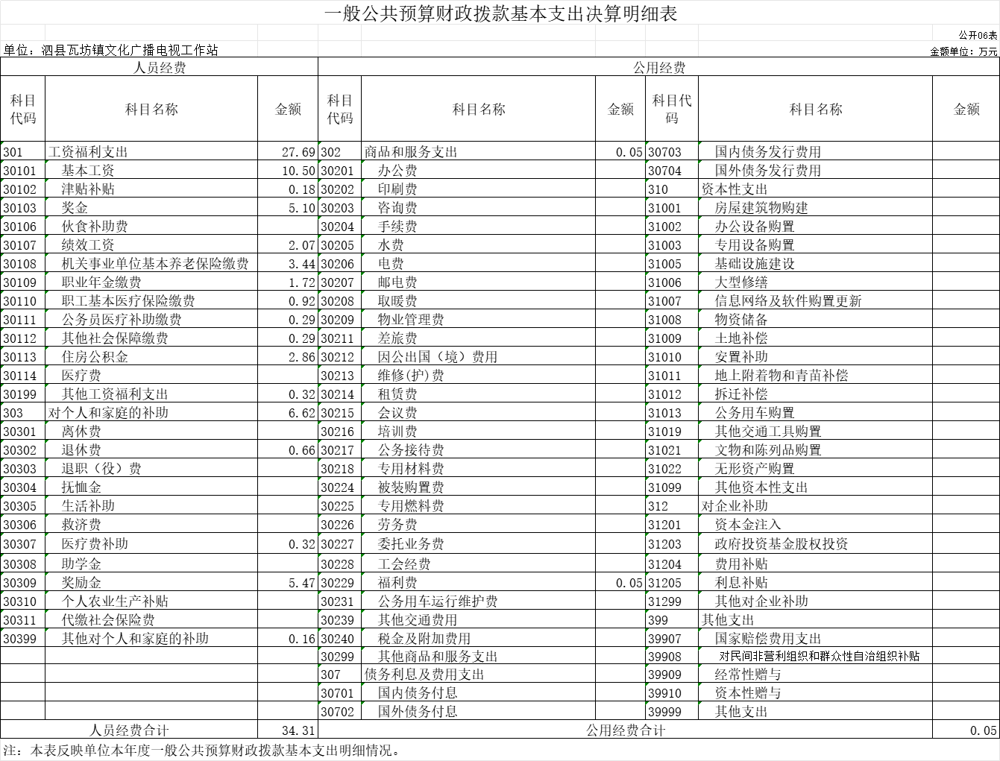 一般公共预算财政拨款基本支出决算明细表
公开06表
单位：泗县瓦坊镇文化广播电视工作站 金额单位：万元
人员经费 公用经费
科目代码 科目名称 金额 科目代码 科目名称 金额 科目代码 科目名称 金额
301 工资福利支出 27.69 302 商品和服务支出 0.05 30703 国内债务发行费用
30101 基本工资 10.50 30201 办公费 30704 国外债务发行费用
30102 津贴补贴 0.18 30202 印刷费 310 资本性支出
30103 奖金 5.10 30203 咨询费 31001 房屋建筑物购建
30106 伙食补助费 30204 手续费 31002 办公设备购置
30107 绩效工资 2.07 30205 水费 31003 专用设备购置
30108 机关事业单位基本养老保险缴费 3.44 30206 电费 31005 基础设施建设
30109 职业年金缴费 1.72 30207 邮电费 31006 大型修缮
30110 职工基本医疗保险缴费 0.92 30208 取暖费 31007 信息网络及软件购置更新
30111 公务员医疗补助缴费 0.29 30209 物业管理费 31008 物资储备
30112 其他社会保障缴费 0.29 30211 差旅费 31009 土地补偿
30113 住房公积金 2.86 30212 因公出国（境）费用 31010 安置补助
30114 医疗费 30213 维修(护)费 31011 地上附着物和青苗补偿
30199 其他工资福利支出 0.32 30214 租赁费 31012 拆迁补偿
303 对个人和家庭的补助 6.62 30215 会议费 31013 公务用车购置
30301 离休费 30216 培训费 31019 其他交通工具购置
30302 退休费 0.66 30217 公务接待费 31021 文物和陈列品购置
30303 退职（役）费 30218 专用材料费 31022 无形资产购置
30304 抚恤金 30224 被装购置费 31099 其他资本性支出
30305 生活补助 30225 专用燃料费 312 对企业补助
30306 救济费 30226 劳务费 31201 资本金注入
30307 医疗费补助 0.32 30227 委托业务费 31203 政府投资基金股权投资
30308 助学金 30228 工会经费 31204 费用补贴
30309 奖励金 5.47 30229 福利费 0.05 31205 利息补贴
30310 个人农业生产补贴 30231 公务用车运行维护费 31299 其他对企业补助
30311 代缴社会保险费 30239 其他交通费用 399 其他支出
30399 其他对个人和家庭的补助 0.16 30240 税金及附加费用 39907 国家赔偿费用支出
30299 其他商品和服务支出 39908 对民间非营利组织和群众性自治组织补贴
307 债务利息及费用支出 39909 经常性赠与
30701 国内债务付息 39910 资本性赠与
30702 国外债务付息 39999 其他支出
人员经费合计 34.31 公用经费合计 0.05
注：本表反映单位本年度一般公共预算财政拨款基本支出明细情况。